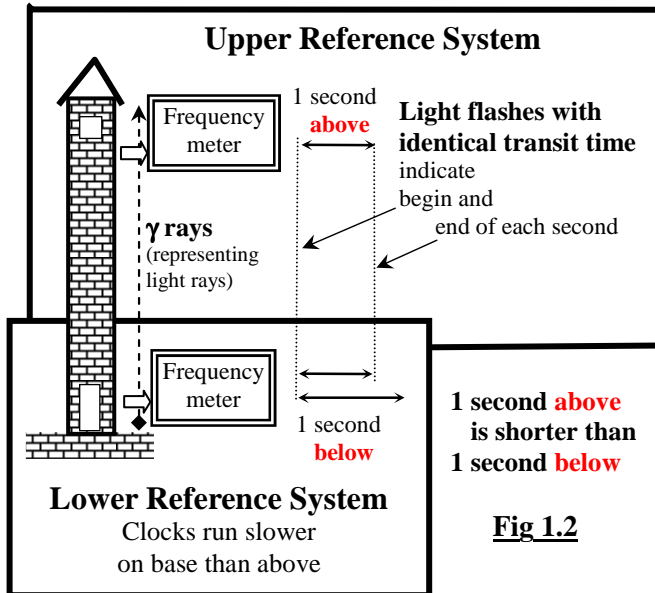 Upper Reference System
Frequency
meter
1 second
above
Light flashes with
identical transit time
indicate
begin and
end of each second
γ rays
(representing
light rays)
Frequency
meter
1 second
below
1 second above
is shorter than
1 second below
Lower Reference System
Clocks run slower
on base than above
Fig 1.2